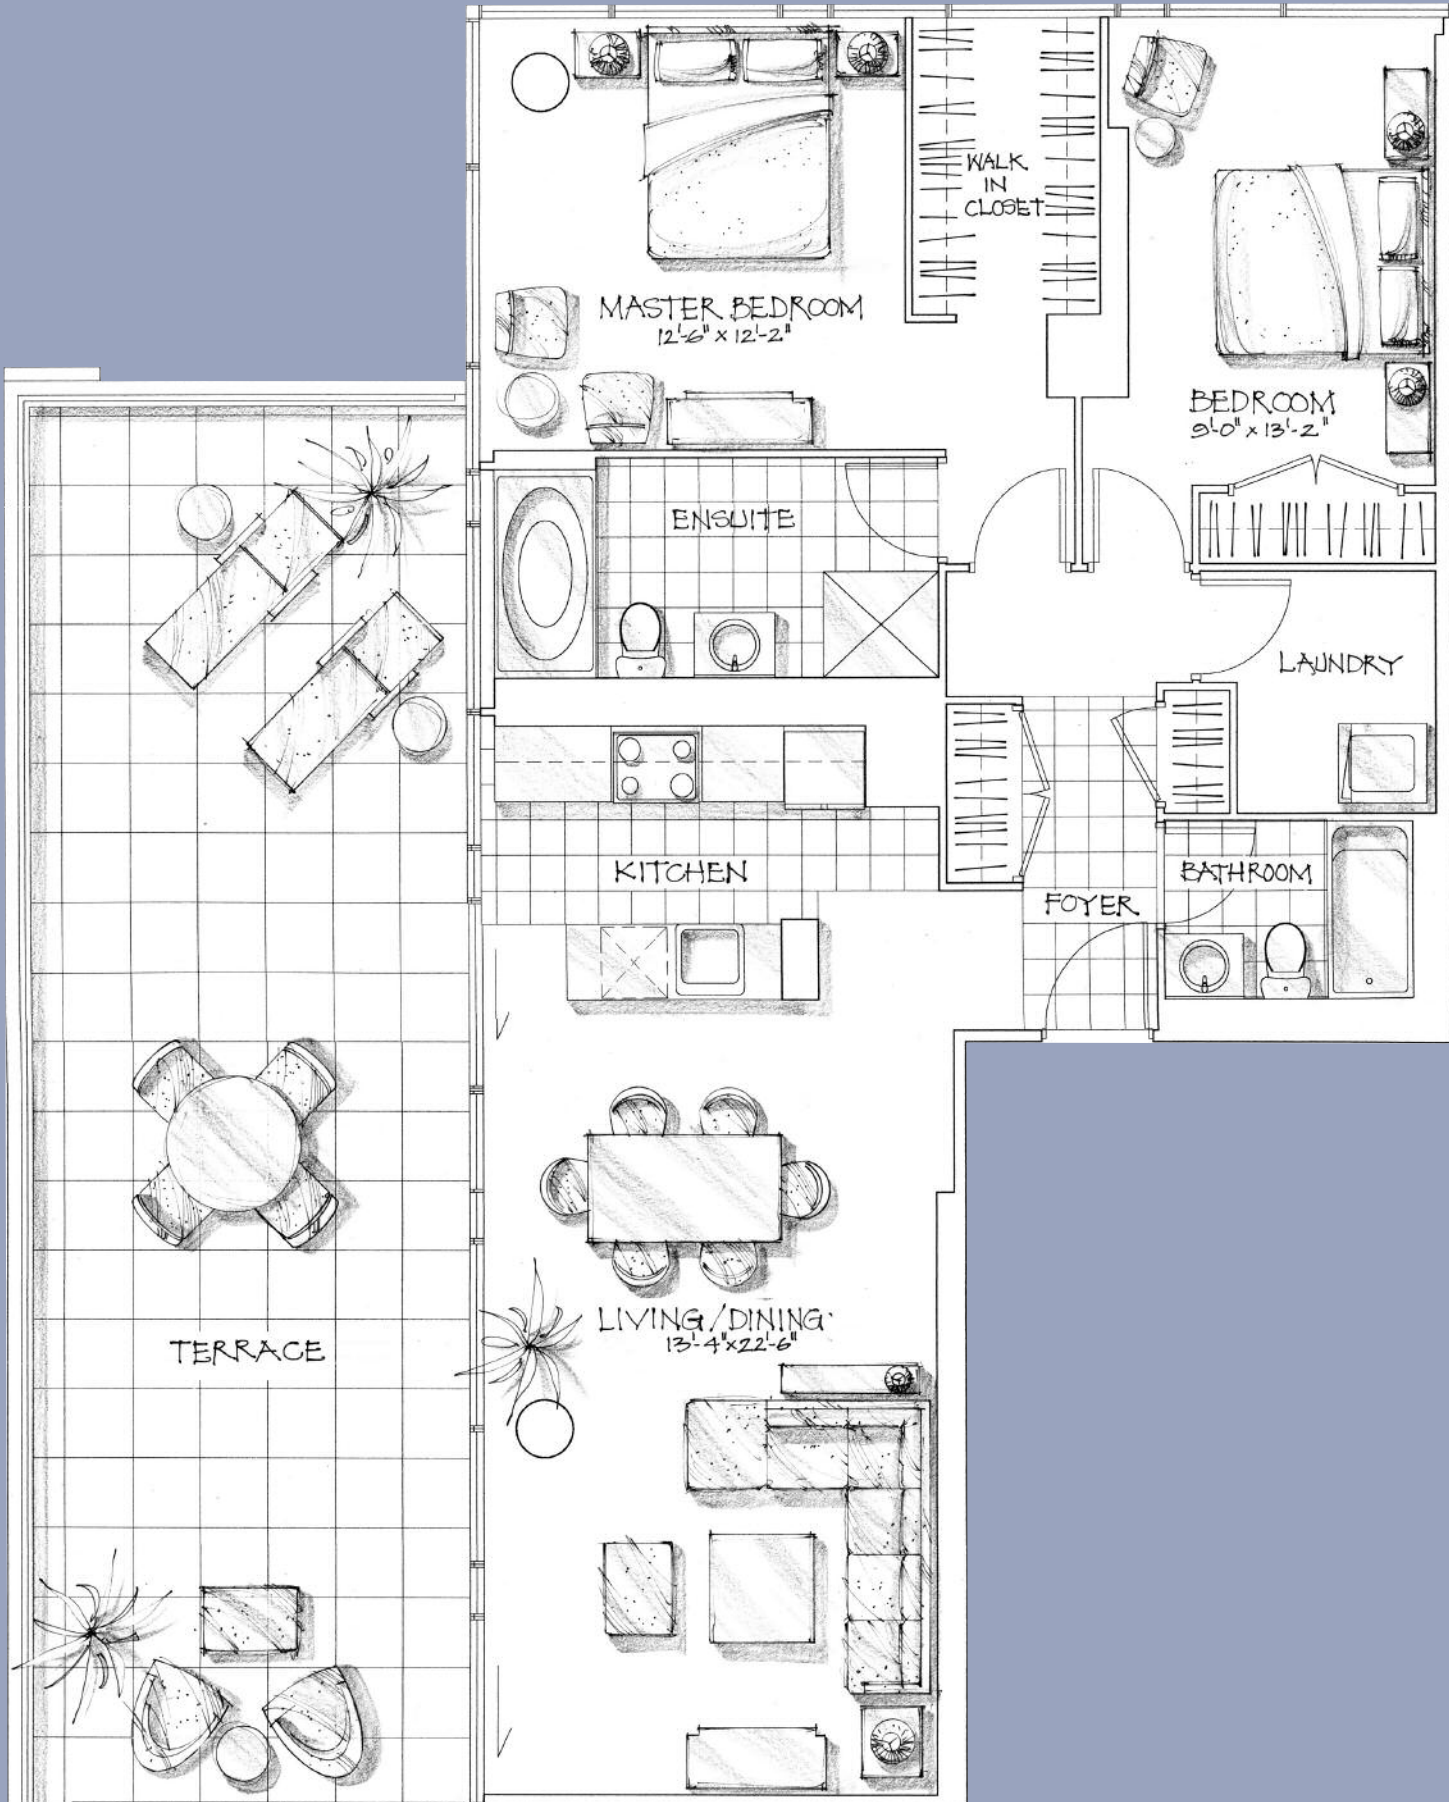 WALK
IN
CLOSET
MASTER BEDROOM
12'-6" X 12'-2"
BEDROOM
9'-0" x 13'-2"
ENSUITE
LAUNDRY
KITCHEN
BATHROOM
FOYER
LIVING/DINING
13'-4"x22'-6"
TERRACE